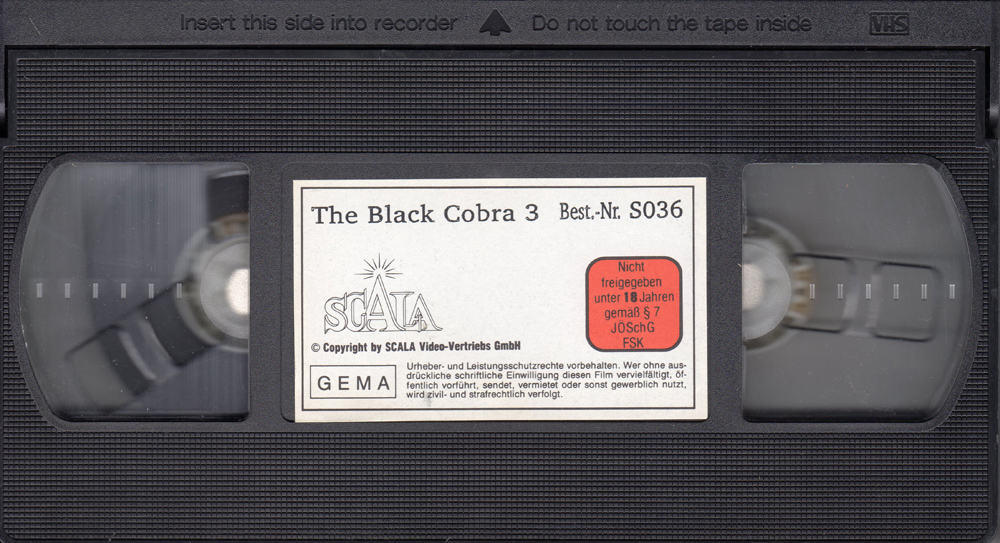 Insert this side into recorder
Do not touch the tape inside
VHS
The Black Cobra 3 Best.-Nr. S036
SCALA
© Copyright by SCALA Video-Vertriebs GmbH
Nicht
freigegeben
unter 18 Jahren
gemäß § 7
JÖSchG
FSK
GEMA
Urheber- und Leistungsschutzrechte vorbehalten. Wer ohne aus-
drückliche schriftliche Einwilligung diesen Film vervielfältigt, öf-
fentlich vorführt, sendet, vermietet oder sonst gewerblich nutzt,
wird zivil- und strafrechtlich verfolgt.